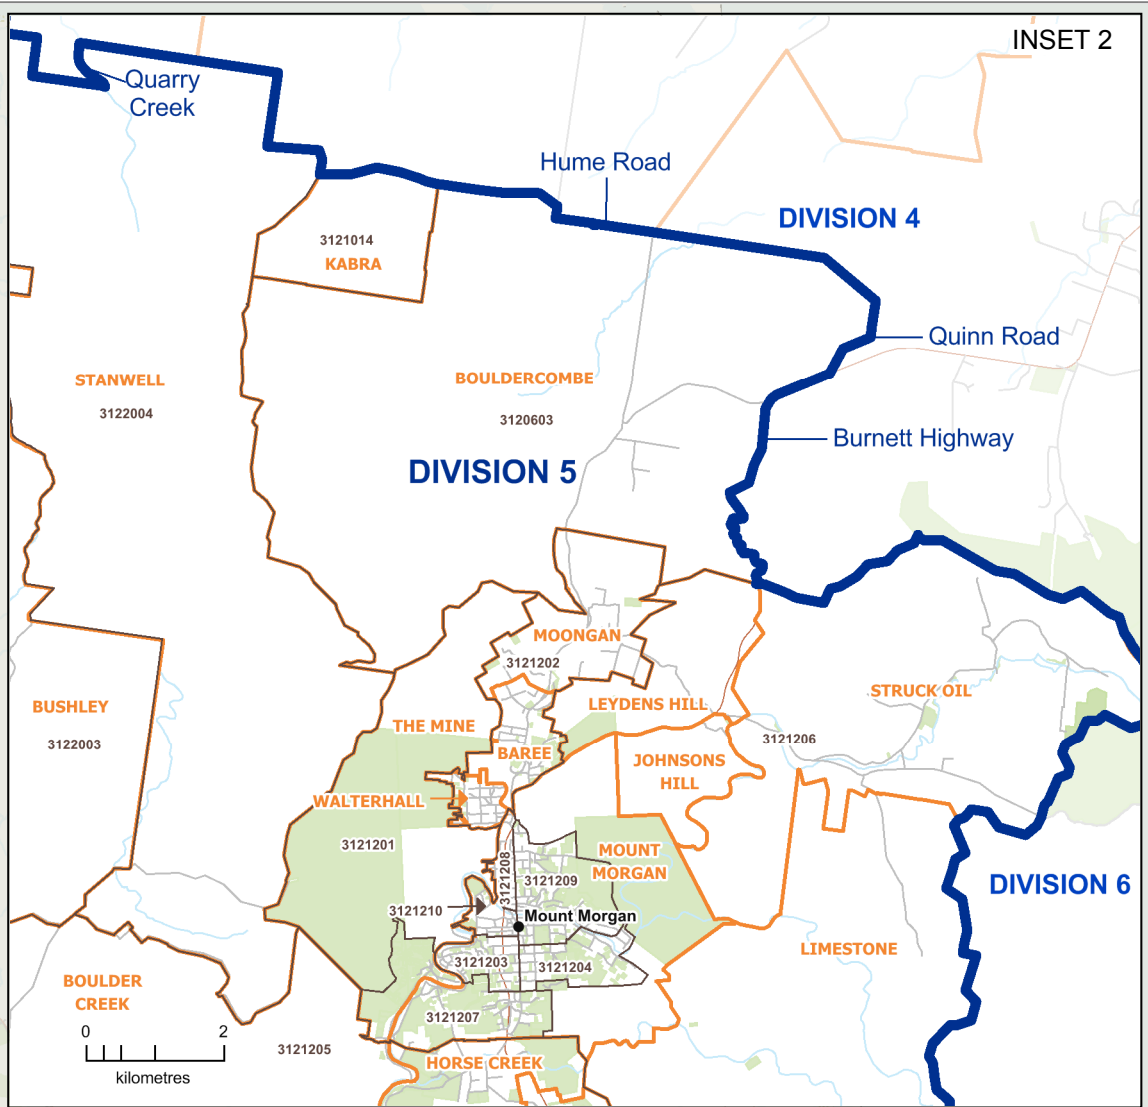 INSET 2
Quarry
Creek
Hume Road
DIVISION 4
3121014
KABRA
Quinn Road
STANWELL
3122004
BOULDERCOMBE
3120603
Burnett Highway
DIVISION 5
MOONGAN
3121202
BUSHLEY
3122003
THE MINE
LEYDENS HILL
STRUCK OIL
3121206
BAREE
JOHNSONS
HILL
WALTERHALL
3121201
3121208
MOUNT
MORGAN
3121209
DIVISION 6
3121210
Mount Morgan
LIMESTONE
3121203
3121204
BOULDER
CREEK
3121207
0
2
kilometres
3121205
HORSE CREEK